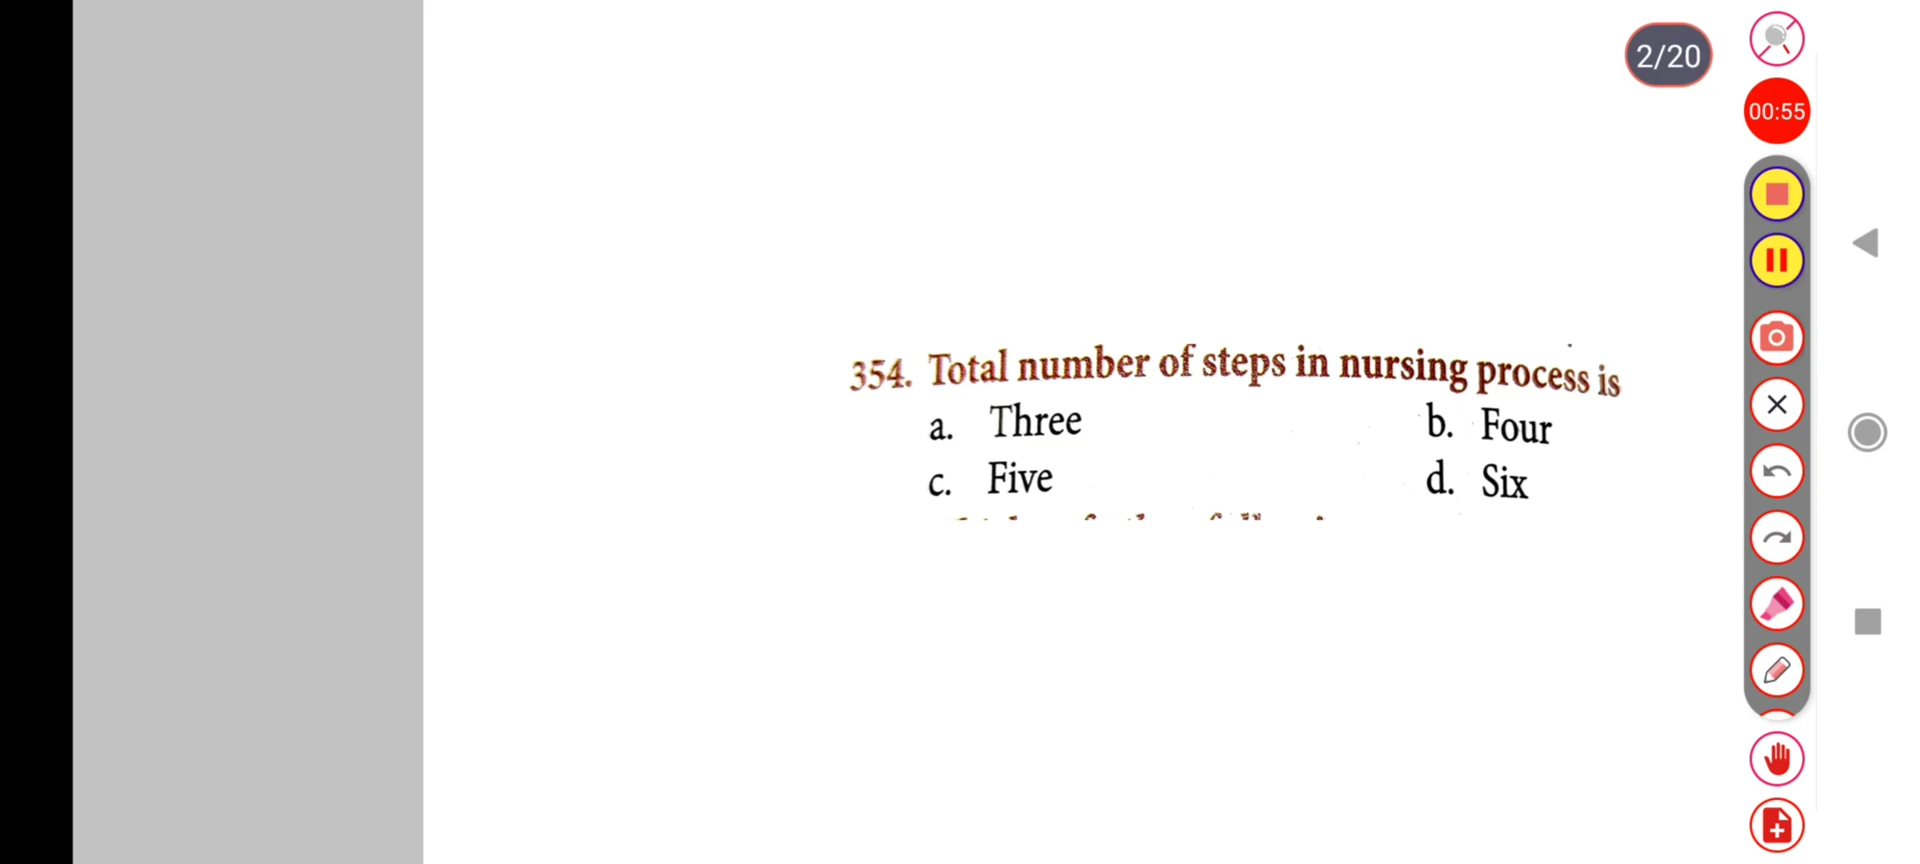 2/20
00:55
354. Total number of steps in nursing process is
a. Three b. Four
c. Five d. Six